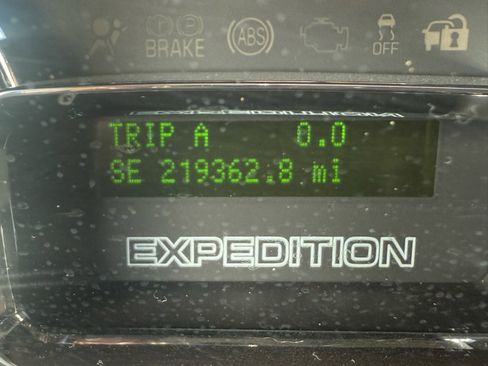 BRAKE
ABS
OFF
TRIP A 0.0
SE 219362.8 mi
EXPEDITION